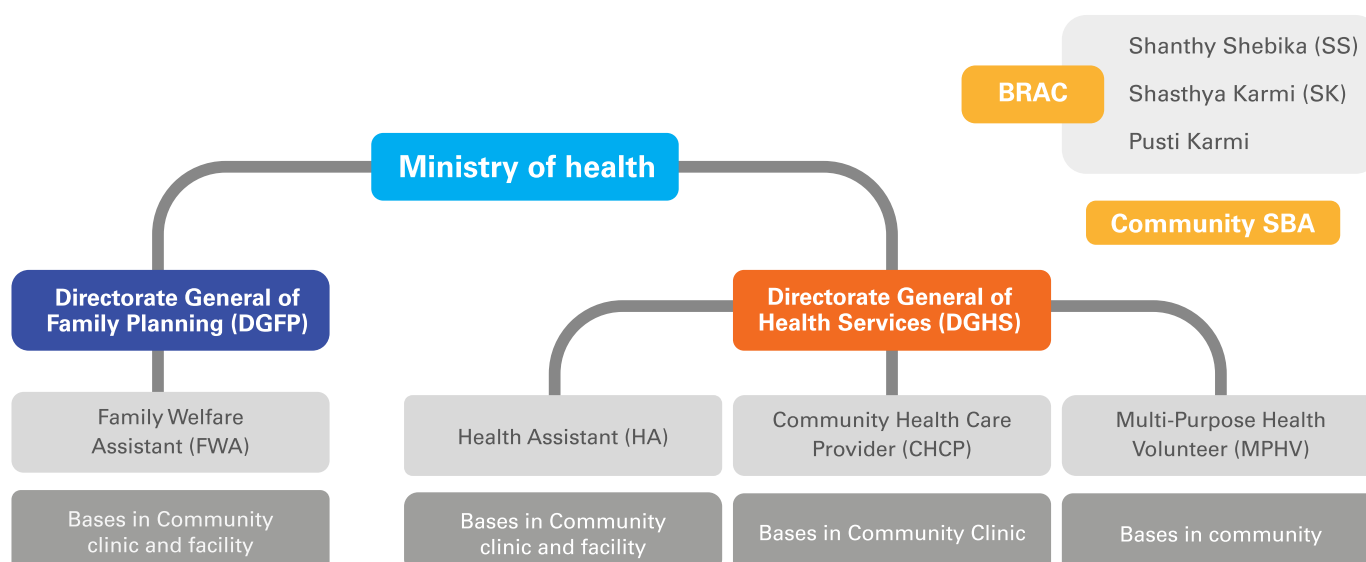 Shanthy Shebika (SS)
BRAC
Shasthya Karmi (SK)
Pusti Karmi
Ministry of health
Community SBA
Directorate General of
Family Planning (DGFP)
Directorate General of
Health Services (DGHS)
Family Welfare
Assistant (FWA)
Health Assistant (HA)
Community Health Care
Provider (CHCP)
Multi-Purpose Health
Volunteer (MPHV)
Bases in Community
clinic and facility
Bases in Community
clinic and facility
Bases in Community Clinic
Bases in community